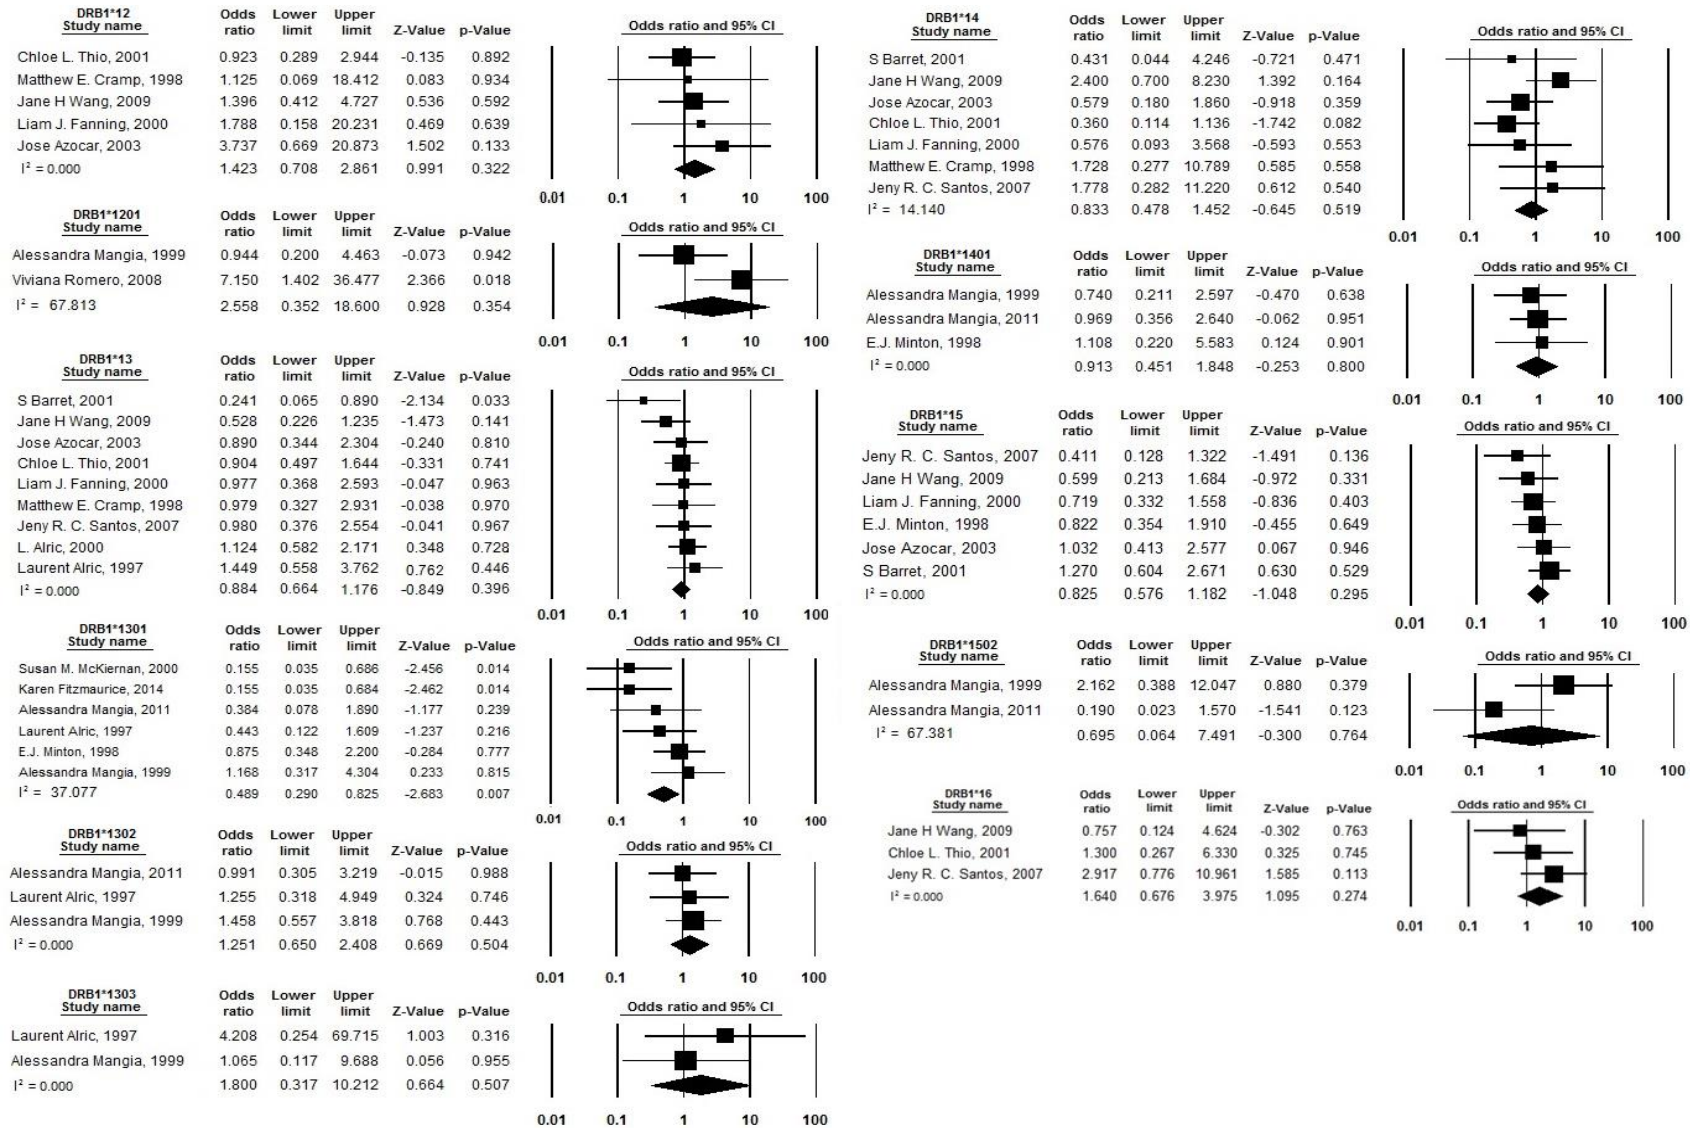 DRB1*12
Study name Odds ratio Lower limit Upper limit Z-Value p-Value Odds ratio and 95% CI
Chloe L. Thio, 2001 0.923 0.289 2.944 -0.135 0.892
Matthew E. Cramp, 1998 1.125 0.069 18.412 0.083 0.934
Jane H Wang, 2009 1.396 0.412 4.727 0.536 0.592
Liam J. Fanning, 2000 1.788 0.158 20.231 0.469 0.639
Jose Azocar, 2003 3.737 0.669 20.873 1.502 0.133
I² = 0.000 1.423 0.708 2.861 0.991 0.322
0.01 0.1 1 10 100
DRB1*1201
Study name Odds ratio Lower limit Upper limit Z-Value p-Value Odds ratio and 95% CI
Alessandra Mangia, 1999 0.944 0.200 4.463 -0.073 0.942
Viviana Romero, 2008 7.150 1.402 36.477 2.366 0.018
I² = 67.813 2.558 0.352 18.600 0.928 0.354
0.01 0.1 1 10 100
DRB1*13
Study name Odds ratio Lower limit Upper limit Z-Value p-Value Odds ratio and 95% CI
S Barret, 2001 0.241 0.065 0.890 -2.134 0.033
Jane H Wang, 2009 0.528 0.226 1.235 -1.473 0.141
Jose Azocar, 2003 0.890 0.344 2.304 -0.240 0.810
Chloe L. Thio, 2001 0.904 0.497 1.644 -0.331 0.741
Liam J. Fanning, 2000 0.977 0.368 2.593 -0.047 0.963
Matthew E. Cramp, 1998 0.979 0.327 2.931 -0.038 0.970
Jeny R. C. Santos, 2007 0.980 0.376 2.554 -0.041 0.967
L. Alric, 2000 1.124 0.582 2.171 0.348 0.728
Laurent Alric, 1997 1.449 0.558 3.762 0.762 0.446
I² = 0.000 0.884 0.664 1.176 -0.849 0.396
0.01 0.1 1 10 100
DRB1*1301
Study name Odds ratio Lower limit Upper limit Z-Value p-Value Odds ratio and 95% CI
Susan M. McKiernan, 2000 0.155 0.035 0.686 -2.456 0.014
Karen Fitzmaurice, 2014 0.155 0.035 0.684 -2.462 0.014
Alessandra Mangia, 2011 0.384 0.078 1.890 -1.177 0.239
Laurent Alric, 1997 0.443 0.122 1.609 -1.237 0.216
E.J. Minton, 1998 0.875 0.348 2.200 -0.284 0.777
Alessandra Mangia, 1999 1.168 0.317 4.304 0.233 0.815
I² = 37.077 0.489 0.290 0.825 -2.683 0.007
0.01 0.1 1 10 100
DRB1*1302
Study name Odds ratio Lower limit Upper limit Z-Value p-Value Odds ratio and 95% CI
Alessandra Mangia, 2011 0.991 0.305 3.219 -0.015 0.988
Laurent Alric, 1997 1.255 0.318 4.949 0.324 0.746
Alessandra Mangia, 1999 1.458 0.557 3.818 0.768 0.443
I² = 0.000 1.251 0.650 2.408 0.669 0.504
0.01 0.1 1 10 100
DRB1*1303
Study name Odds ratio Lower limit Upper limit Z-Value p-Value Odds ratio and 95% CI
Laurent Alric, 1997 4.208 0.254 69.715 1.003 0.316
Alessandra Mangia, 1999 1.065 0.117 9.688 0.056 0.955
I² = 0.000 1.800 0.317 10.212 0.664 0.507
0.01 0.1 1 10 100
DRB1*14
Study name Odds ratio Lower limit Upper limit Z-Value p-Value Odds ratio and 95% CI
S Barret, 2001 0.431 0.044 4.246 -0.721 0.471
Jane H Wang, 2009 2.400 0.700 8.230 1.392 0.164
Jose Azocar, 2003 0.579 0.180 1.860 -0.918 0.359
Chloe L. Thio, 2001 0.360 0.114 1.136 -1.742 0.082
Liam J. Fanning, 2000 0.576 0.093 3.568 -0.593 0.553
Matthew E. Cramp, 1998 1.728 0.277 10.789 0.585 0.558
Jeny R. C. Santos, 2007 1.778 0.282 11.220 0.612 0.540
I² = 14.140 0.833 0.478 1.452 -0.645 0.519
0.01 0.1 1 10 100
DRB1*1401
Study name Odds ratio Lower limit Upper limit Z-Value p-Value Odds ratio and 95% CI
Alessandra Mangia, 1999 0.740 0.211 2.597 -0.470 0.638
Alessandra Mangia, 2011 0.969 0.356 2.640 -0.062 0.951
E.J. Minton, 1998 1.108 0.220 5.583 0.124 0.901
I² = 0.000 0.913 0.451 1.848 -0.253 0.800
0.01 0.1 1 10 100
DRB1*15
Study name Odds ratio Lower limit Upper limit Z-Value p-Value Odds ratio and 95% CI
Jeny R. C. Santos, 2007 0.411 0.128 1.322 -1.491 0.136
Jane H Wang, 2009 0.599 0.213 1.684 -0.972 0.331
Liam J. Fanning, 2000 0.719 0.332 1.558 -0.836 0.403
E.J. Minton, 1998 0.822 0.354 1.910 -0.455 0.649
Jose Azocar, 2003 1.032 0.413 2.577 0.067 0.946
S Barret, 2001 1.270 0.604 2.671 0.630 0.529
I² = 0.000 0.825 0.576 1.182 -1.048 0.295
0.01 0.1 1 10 100
DRB1*1502
Study name Odds ratio Lower limit Upper limit Z-Value p-Value Odds ratio and 95% CI
Alessandra Mangia, 1999 2.162 0.388 12.047 0.880 0.379
Alessandra Mangia, 2011 0.190 0.023 1.570 -1.541 0.123
I² = 67.381 0.695 0.064 7.491 -0.300 0.764
0.01 0.1 1 10 100
DRB1*16
Study name Odds ratio Lower limit Upper limit Z-Value p-Value Odds ratio and 95% CI
Jane H Wang, 2009 0.757 0.124 4.624 -0.302 0.763
Chloe L. Thio, 2001 1.300 0.267 6.330 0.325 0.745
Jeny R. C. Santos, 2007 2.917 0.776 10.961 1.585 0.113
I² = 0.000 1.640 0.676 3.975 1.095 0.274
0.01 0.1 1 10 100